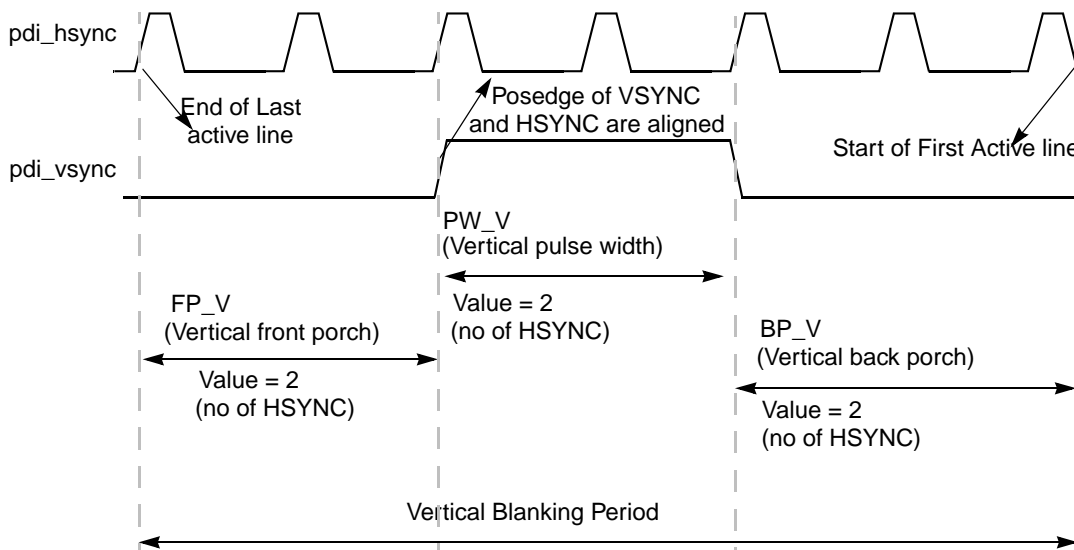 pdi_hsync
End of Last
active line
Posedge of VSYNC
and HSYNC are aligned
Start of First Active line
pdi_vsync
PW_V
(Vertical pulse width)
Value = 2
(no of HSYNC)
FP_V
(Vertical front porch)
Value = 2
(no of HSYNC)
BP_V
(Vertical back porch)
Value = 2
(no of HSYNC)
Vertical Blanking Period